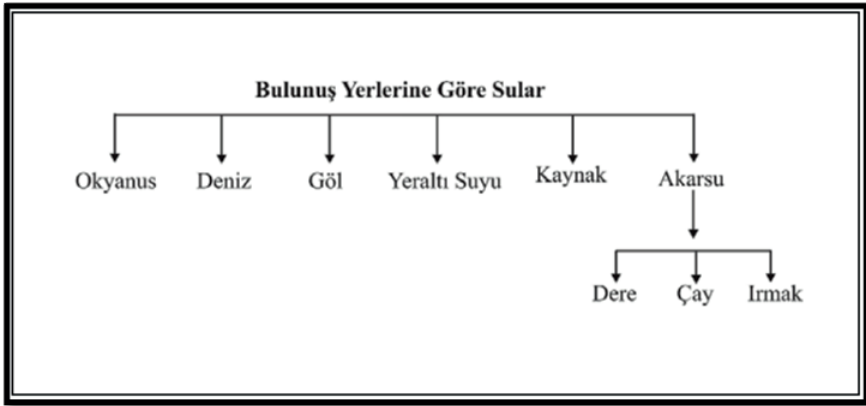 Bulunuş Yerlerine Göre Sular
Okyanus Deniz Göl Yeraltı Suyu Kaynak Akarsu
Dere Çay Irmak